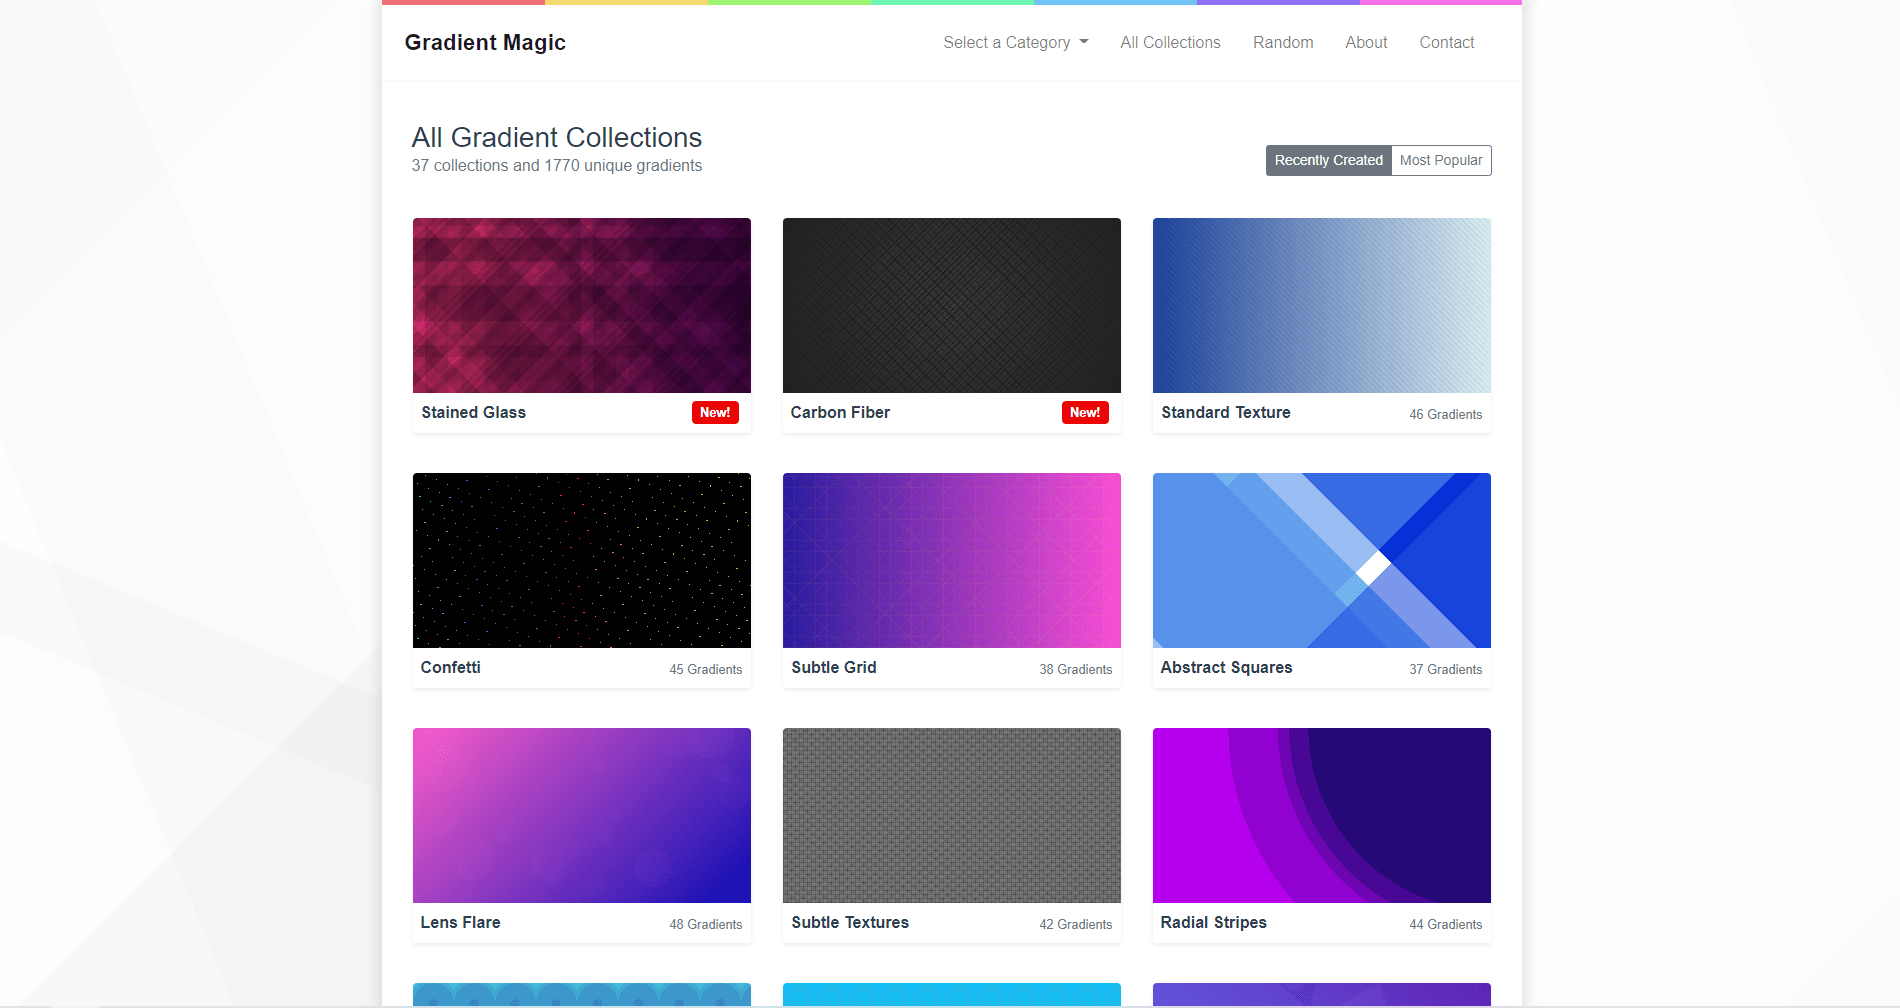 Gradient Magic
Select a Category
All Collections
Random
About
Contact
All Gradient Collections
37 collections and 1770 unique gradients
Recently Created
Most Popular
Stained Glass
New!
Carbon Fiber
New!
Standard Texture
46 Gradients
Confetti
45 Gradients
Subtle Grid
38 Gradients
Abstract Squares
37 Gradients
Lens Flare
48 Gradients
Subtle Textures
42 Gradients
Radial Stripes
44 Gradients